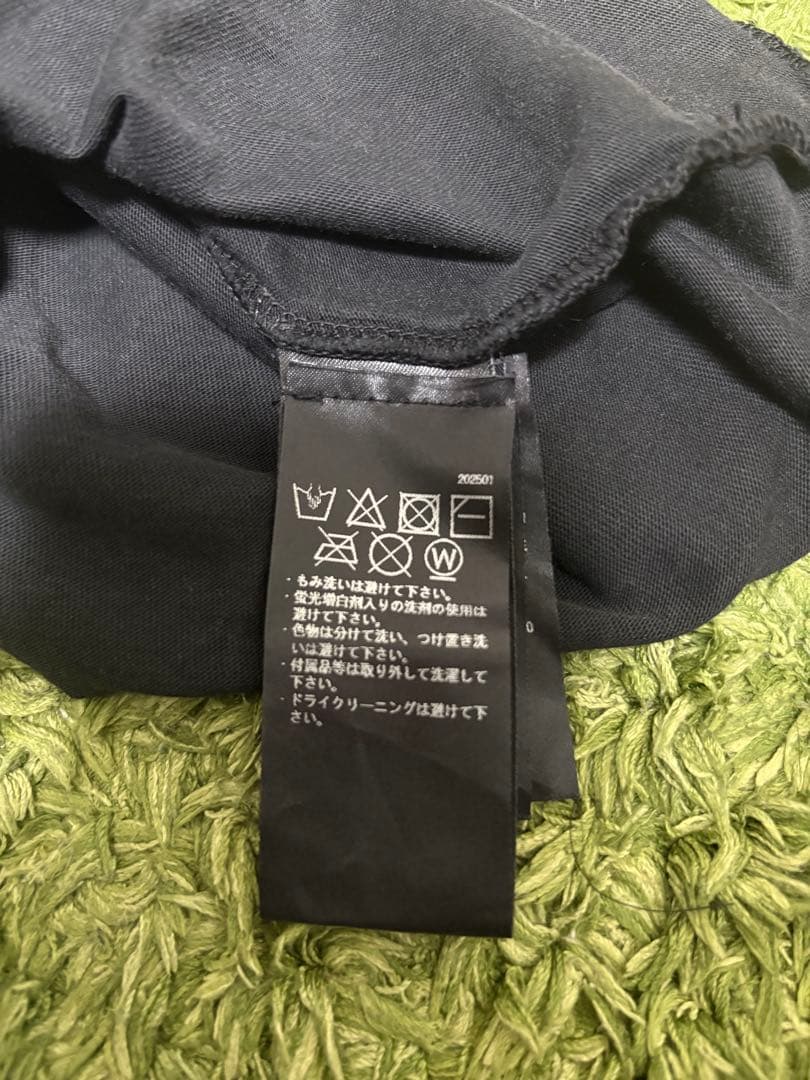 202501
W
・もみ洗いは避けて下さい。
・蛍光増白剤入りの洗剤の使用は
避けて下さい。
・色物は分けて洗い、つけ置き洗
いは避けて下さい。
・付属品等は取り外して洗濯して
下さい。
・ドライクリーニングは避けて下
さい。